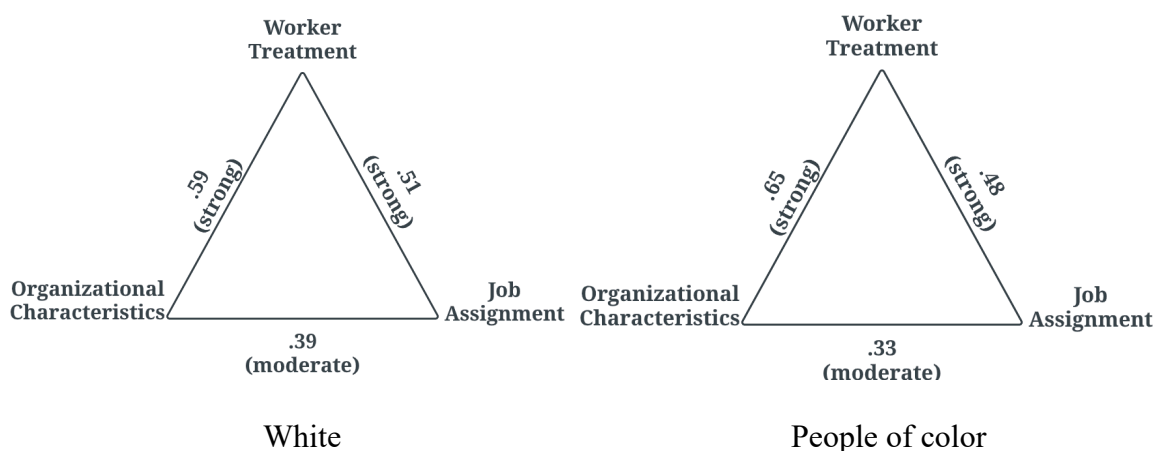 Worker
Treatment
.59
(strong)
.51
(strong)
Organizational
Characteristics
Job
Assignment
.39
(moderate)
White
Worker
Treatment
.65
(strong)
.48
(strong)
Organizational
Characteristics
Job
Assignment
.33
(moderate)
People of color